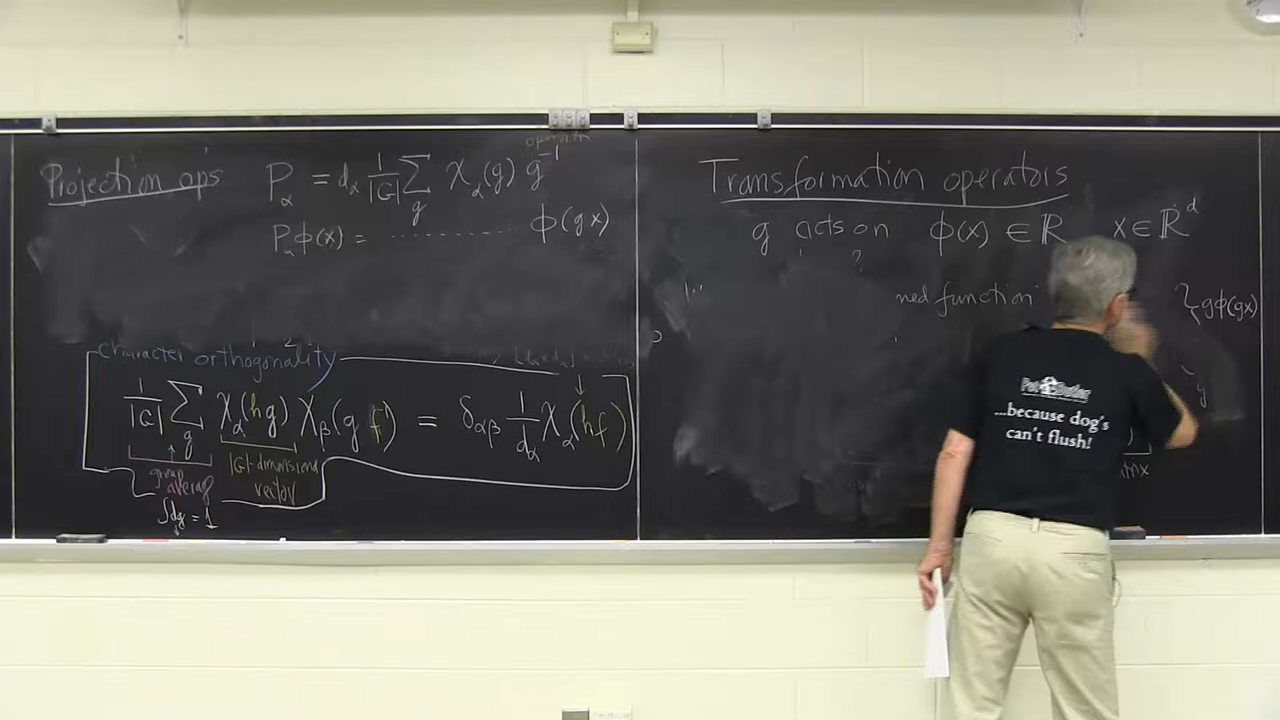 Projection ops
operator
P_α = d_α 1/|G| Σ_g χ_α(g) g^{-1}
P_α φ(x) = ............ φ(gx)
character orthogonality
1/|G| Σ_g χ_α(hg) χ_β(g f^{-1}) = δ_αβ 1/d_α χ_α(hf)
group average
∫dg = 1
|G|-dimensional vector
Transformation operators
g acts on φ(x) ∈ ℝ x ∈ ℝ^d
function
gφ(gx)
y
Pet Butler
...because dog's
can't flush!